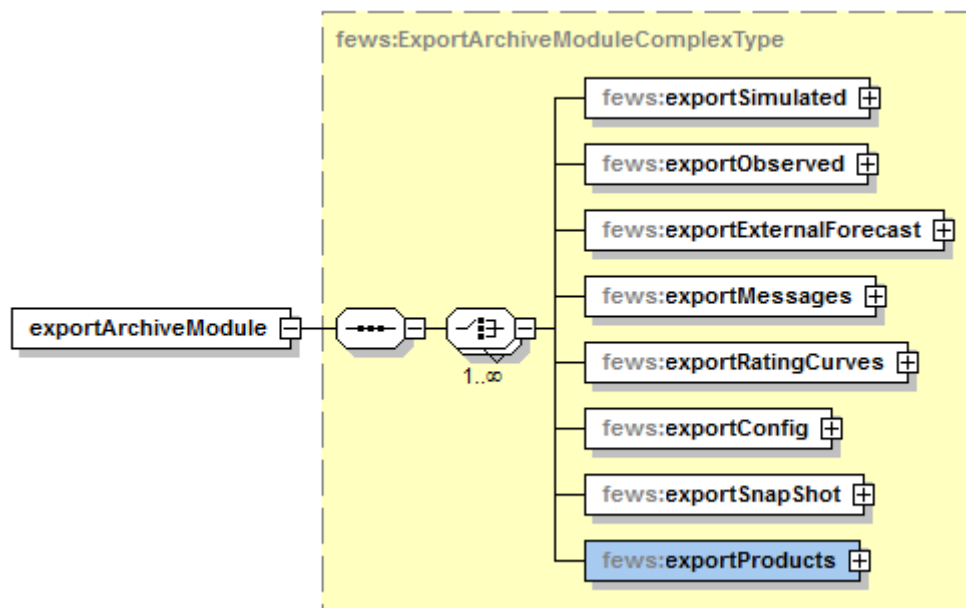 fews:ExportArchiveModuleComplexType
fews:exportSimulated
fews:exportObserved
fews:exportExternalForecast
fews:exportMessages
exportArchiveModule
1..∞
fews:exportRatingCurves
fews:exportConfig
fews:exportSnapShot
fews:exportProducts